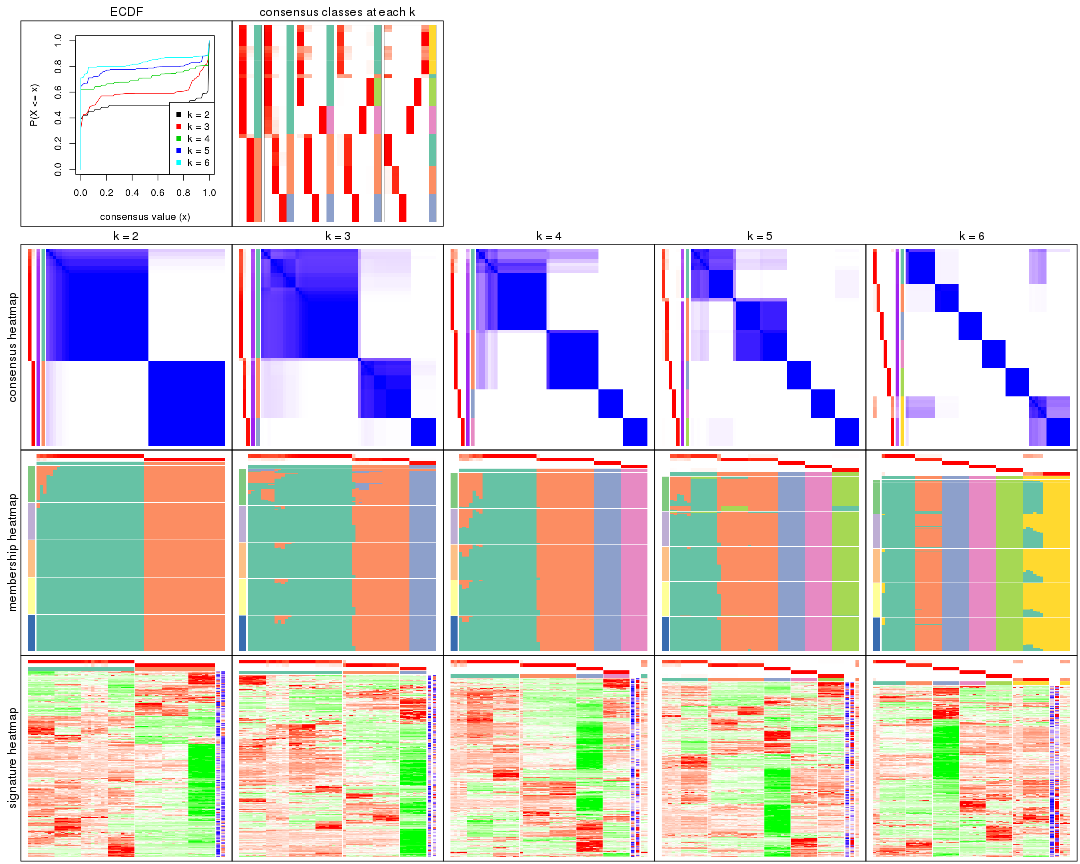 ECDF
consensus classes at each k
P(X <= x)
0.0 0.2 0.4 0.6 0.8 1.0
k = 2
k = 3
k = 4
k = 5
k = 6
0.0 0.2 0.4 0.6 0.8 1.0
consensus value (x)
k = 2
k = 3
k = 4
k = 5
k = 6
consensus heatmap
membership heatmap
signature heatmap